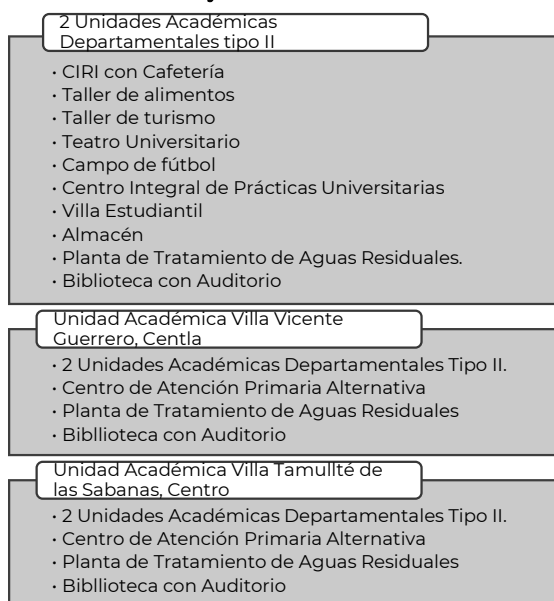 2 Unidades Académicas
Departamentales tipo II
• CIRI con Cafetería
• Taller de alimentos
• Taller de turismo
• Teatro Universitario
• Campo de fútbol
• Centro Integral de Prácticas Universitarias
• Villa Estudiantil
• Almacén
• Planta de Tratamiento de Aguas Residuales.
• Biblioteca con Auditorio
Unidad Académica Villa Vicente
Guerrero, Centla
• 2 Unidades Académicas Departamentales Tipo II.
• Centro de Atención Primaria Alternativa
• Planta de Tratamiento de Aguas Residuales
• Bibllioteca con Auditorio
Unidad Académica Villa Tamullté de
las Sabanas, Centro
• 2 Unidades Académicas Departamentales Tipo II.
• Centro de Atención Primaria Alternativa
• Planta de Tratamiento de Aguas Residuales
• Bibllioteca con Auditorio